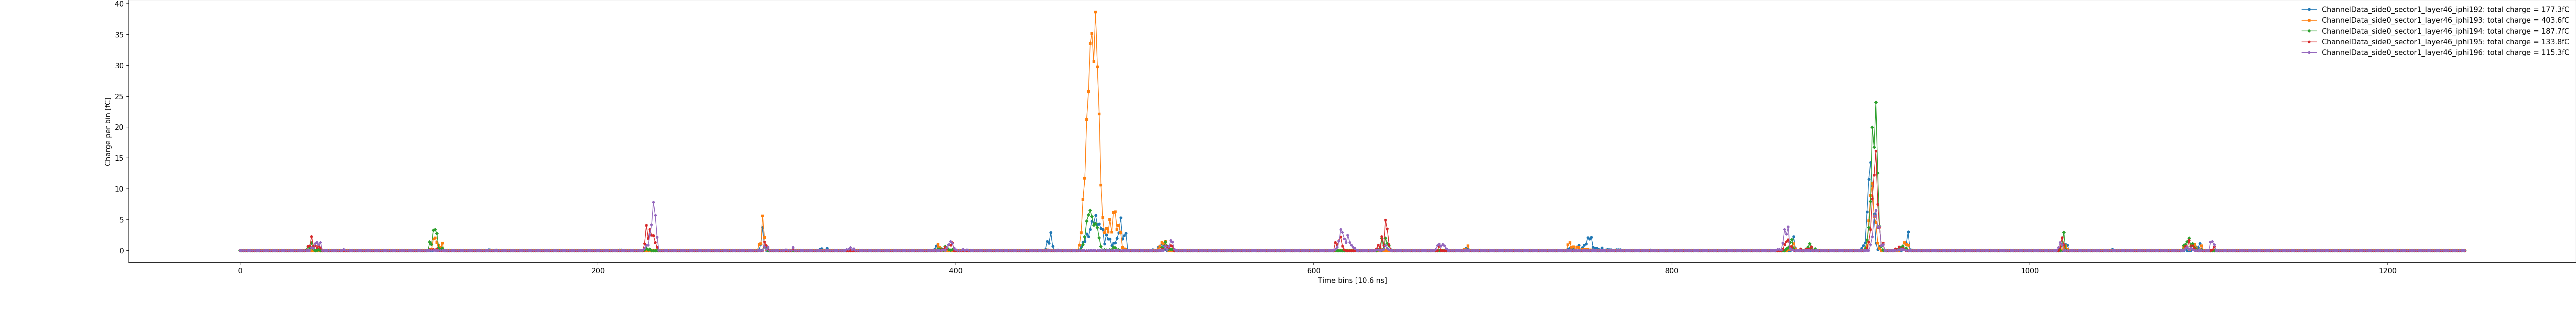 40
35
30
25
20
15
10
5
0
Charge per bin [fC]
ChannelData_side0_sector1_layer46_iphi192: total charge = 177.3fC
ChannelData_side0_sector1_layer46_iphi193: total charge = 403.6fC
ChannelData_side0_sector1_layer46_iphi194: total charge = 187.7fC
ChannelData_side0_sector1_layer46_iphi195: total charge = 133.8fC
ChannelData_side0_sector1_layer46_iphi196: total charge = 115.3fC
0 200 400 600 800 1000 1200
Time bins [10.6 ns]